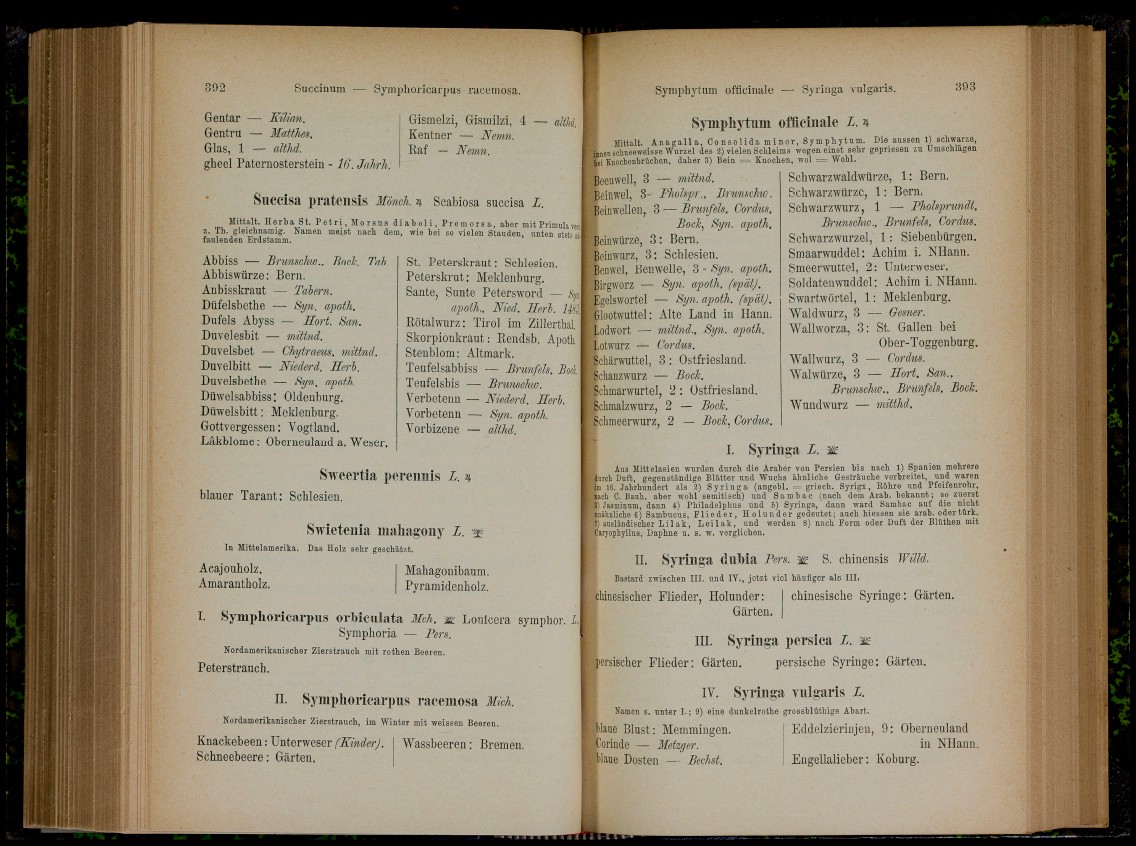 392 Succinum — Symphoricarpus racemosa.
Gentar — Kilian.
Gentru — Matthes.
Glas, 1 — althd.
gheel Paternosterstein - 16. Jahrh.
Gismelzi, Gismilzi, 4 — althd.
Kentner — Nemn.
Raf — Nemn.
Succisa pratensis Mönch. ♃ Scabiosa succisa L.
Mittalt. Herba St. Petri, Morsus diaboli, Premorsa, aber mit Primula ver.
z. Th. gleichnamig. Namen meist nach dem, wie bei so vielen Stauden, unten stets
faulenden Erdstamm.
Abbiss — Brunschw., Bock, Tab.
Abbiswürze: Bern.
Anbisskraut — Tabern.
Düfelsbethe — Syn. apoth.
Dufels Abyss — Hort. San.
Duvelesbit — mittnd.
Duvelsbet — Chytraeus, mittnd.
Duvelbitt — Niederd. Herb.
Duvelsbethe — Syn. apoth.
Düwelsabbiss: Oldenburg.
Düwelsbitt: Meklenburg.
Gottvergessen: Vogtland.
Läkblome: Oberneuland a. Weser.
St. Peterskraut: Schlesien.
Peterskrut: Meklenburg.
Sante, Sunte Petersword — Syn.
apoth., Nied. Herb. 1483
Rötalwurz: Tirol im Zillerthal.
Skorpionkraut: Rendsb. Apoth.
Stenblom: Altmark.
Teufelsabbiss — Brunfels, Bock.
Teufelsbis — Brunschw.
Verbetenn — Niederd. Herb.
Vorbetenn — Syn. apoth.
Vorbizene — althd.
Sweertia perennis L. ♃
blauer Tarant: Schlesien.
Swietenia mahagony L.
In Mittelamerika. Das Holz sehr geschätzt.
Acajouholz.
Amarantholz.
Mahagonibaum.
Pyramidenholz.
I. Symphoricarpus orbiculata Mch. Lonicera symphor. L.
Symphoria — Pers.
Nordamerikanischer Zierstrauch mit rothen Beeren.
Peterstrauch.
II. Symphoricarpus racemosa Mich.
Nordamerikanischer Zierstrauch, im Winter mit weissen Beeren.
Knackebeen: Unterweser (Kinder).
Schneebeere: Gärten.
Wassbeeren: Bremen.
Symphytum officinale — Syringa vulgaris. 393
Symphytum officinale L. ♃
Mittalt. Anagalla, Consolida minor, Symphytum. Die aussen 1) schwarze,
innen schneeweisse Wurzel des 2) vielen Schleims wegen einst sehr gepriesen zu Umschlägen
bei Knochenbrüchen, daher 3) Bein = Knochen, wol = Wohl.
Beenwell, 3 — mittnd.
Beinwel, 3 - Pholspr., Brunschw.
Beinwellen, 3 — Brunfels, Cordus,
Bock, Syn. apoth.
Beinwürze, 3: Bern.
Beinwurz, 3: Schlesien.
Benwel, Benwelle, 3 - Syn. apoth.
Birgworz — Syn. apoth. (spät).
Egelswortel — Syn. apoth. (spät).
Glootwuttel: Alte Land in Hann.
Lodwort — mittnd., Syn. apoth.
Lotwurz — Cordus.
Schärwuttel, 3: Ostfriesland.
Schanzwurz — Bock.
Schmarwurtel, 2: Ostfriesland.
Schmalzwurz, 2 — Bock.
Schmeerwurz, 2 — Bock, Cordus.
Schwarzwaldwürze, 1: Bern.
Schwarzwürze, 1: Bern.
Schwarzwurz, 1 — Pholsprundt,
Brunschw., Brunfels, Cordus.
Schwarzwurzel, 1: Siebenbürgen.
Smaarwuddel: Achim i. NHann.
Smeerwuttel, 2: Unterweser.
Soldatenwuddel: Achim i. NHann.
Swartwörtel, 1: Meklenburg.
Waldwurz, 3 — Gesner.
Wallworza, 3: St. Gallen bei
Ober-Toggenburg.
Wallwurz, 3 — Cordus.
Walwürze, 3 — Hort. San.,
Brunschw., Brunfels, Bock.
Wundwurz — mitthd.
I. Syringa L.
Aus Mittelasien wurden durch die Araber von Persien bis nach 1) Spanien mehrere
durch Duft, gegenständige Blätter und Wuchs ähnliche Gesträuche verbreitet, und waren
im 16. Jahrhundert als 2) Syringa (angebl. = griech. Syrigx, Röhre und Pfeifenrohr,
nach C. Bauh. aber wohl semitisch) und Sambac (nach dem Arab. bekannt; so zuerst
3) Jasminum, dann 4) Philadelphus und 5) Syringa, dann ward Sambac auf die nicht
unähnliche 6) Sambucus, Flieder, Holunder gedeutet; auch hiessen sie arab. oder türk.
7) ausländischer Lilak, Leilak, und werden 8) nach Form oder Duft der Blüthen mit
Caryophyllus, Daphne u. s. w. verglichen.
II. Syringa dubia Pers. S. chinensis Willd.
Bastard zwischen III. und IV., jetzt viel häufiger als III.
chinesischer Flieder, Holunder:
Gärten.
chinesische Syringe: Gärten.
III. Syringa persica L.
persischer Flieder: Gärten. persische Syringe: Gärten.
IV. Syringa vulgaris L.
Namen s. unter I.; 9) eine dunkelrothe grossblüthige Abart.
blaue Blust: Memmingen.
Corinde — Metzger.
blaue Dosten — Bechst.
Eddelzierinjen, 9: Oberneuland
in NHann.
Engellalieber: Koburg.